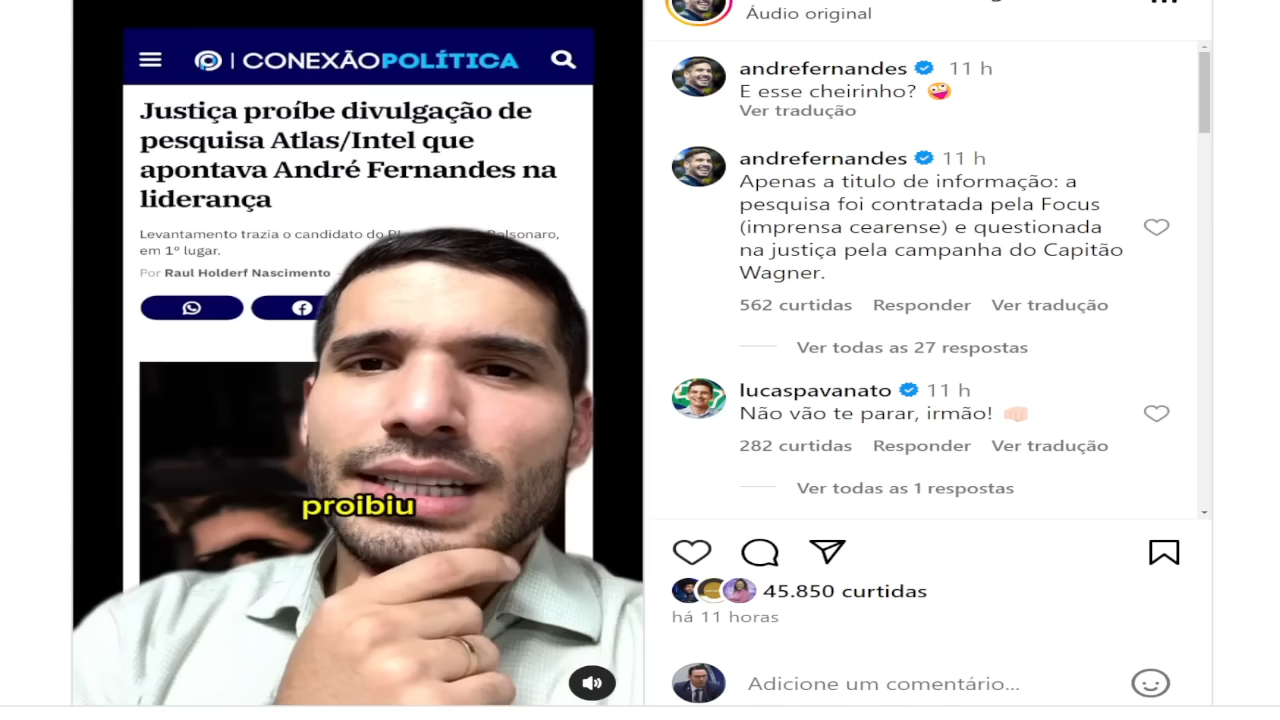 CONEXÃOPOLÍTICA
Justiça proíbe divulgação de
pesquisa Atlas/Intel que
apontava André Fernandes na
liderança
Levantamento trazia o candidato do
em 1º lugar.
Por Raul Holderf Nascimento
proibiu
Áudio original
andrefernandes 11 h
E esse cheirinho? 🤪
Ver tradução
andrefernandes 11 h
Apenas a titulo de informação: a
pesquisa foi contratada pela Focus
(imprensa cearense) e questionada
na justiça pela campanha do Capitão
Wagner.
562 curtidas Responder Ver tradução
Ver todas as 27 respostas
lucaspavanato 11 h
Não vão te parar, irmão! 👊🏻
282 curtidas Responder Ver tradução
Ver todas as 1 respostas
45.850 curtidas
há 11 horas
Adicione um comentário...